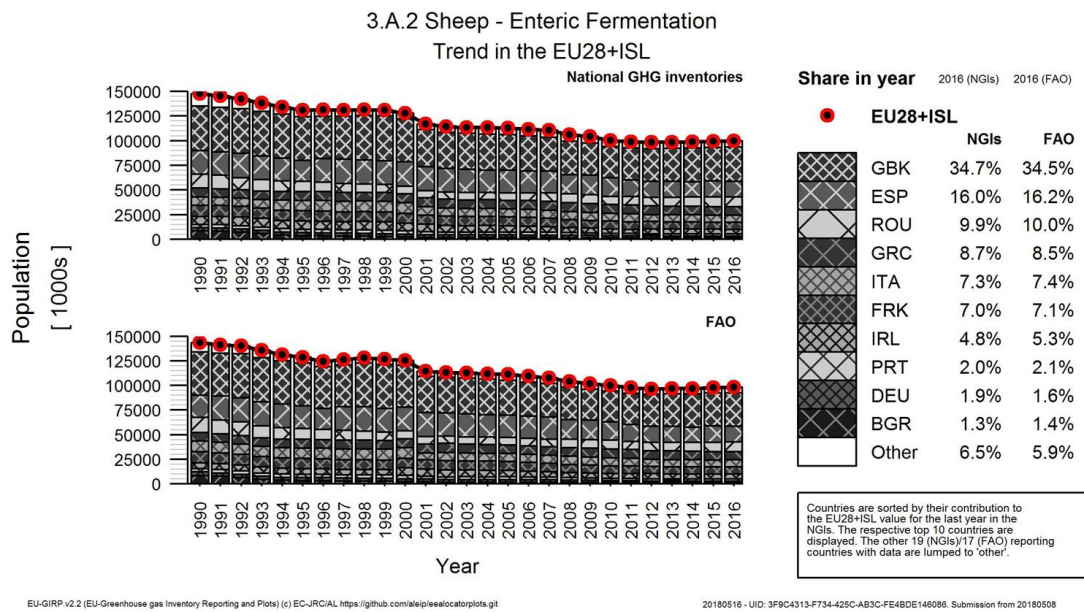 3.A.2 Sheep - Enteric Fermentation
Trend in the EU28+ISL
National GHG inventories
150000
125000
100000
75000
50000
25000
0
1990 1991 1992 1993 1994 1995 1996 1997 1998 1999 2000 2001 2002 2003 2004 2005 2006 2007 2008 2009 2010 2011 2012 2013 2014 2015 2016
Population
[ 1000s ]
FAO
150000
125000
100000
75000
50000
25000
0
1990 1991 1992 1993 1994 1995 1996 1997 1998 1999 2000 2001 2002 2003 2004 2005 2006 2007 2008 2009 2010 2011 2012 2013 2014 2015 2016
Year
Share in year 2016 (NGIs) 2016 (FAO)
EU28+ISL
NGIs FAO
GBK 34.7% 34.5%
ESP 16.0% 16.2%
ROU 9.9% 10.0%
GRC 8.7% 8.5%
ITA 7.3% 7.4%
FRK 7.0% 7.1%
IRL 4.8% 5.3%
PRT 2.0% 2.1%
DEU 1.9% 1.6%
BGR 1.3% 1.4%
Other 6.5% 5.9%
Countries are sorted by their contribution to
the EU28+ISL value for the last year in the
NGIs. The respective top 10 countries are
displayed. The other 19 (NGIs)/17 (FAO) reporting
countries with data are lumped to 'other'.
EU-GIRP.v2.2 (EU-Greenhouse gas Inventory Reporting and Plots) (c) EC-JRC/AL https://github.com/aleip/eealocatorplots.git
20180516 - UID: 3F9C4313-F734-425C-AB3C-FE4BDE146086. Submission from 20180508